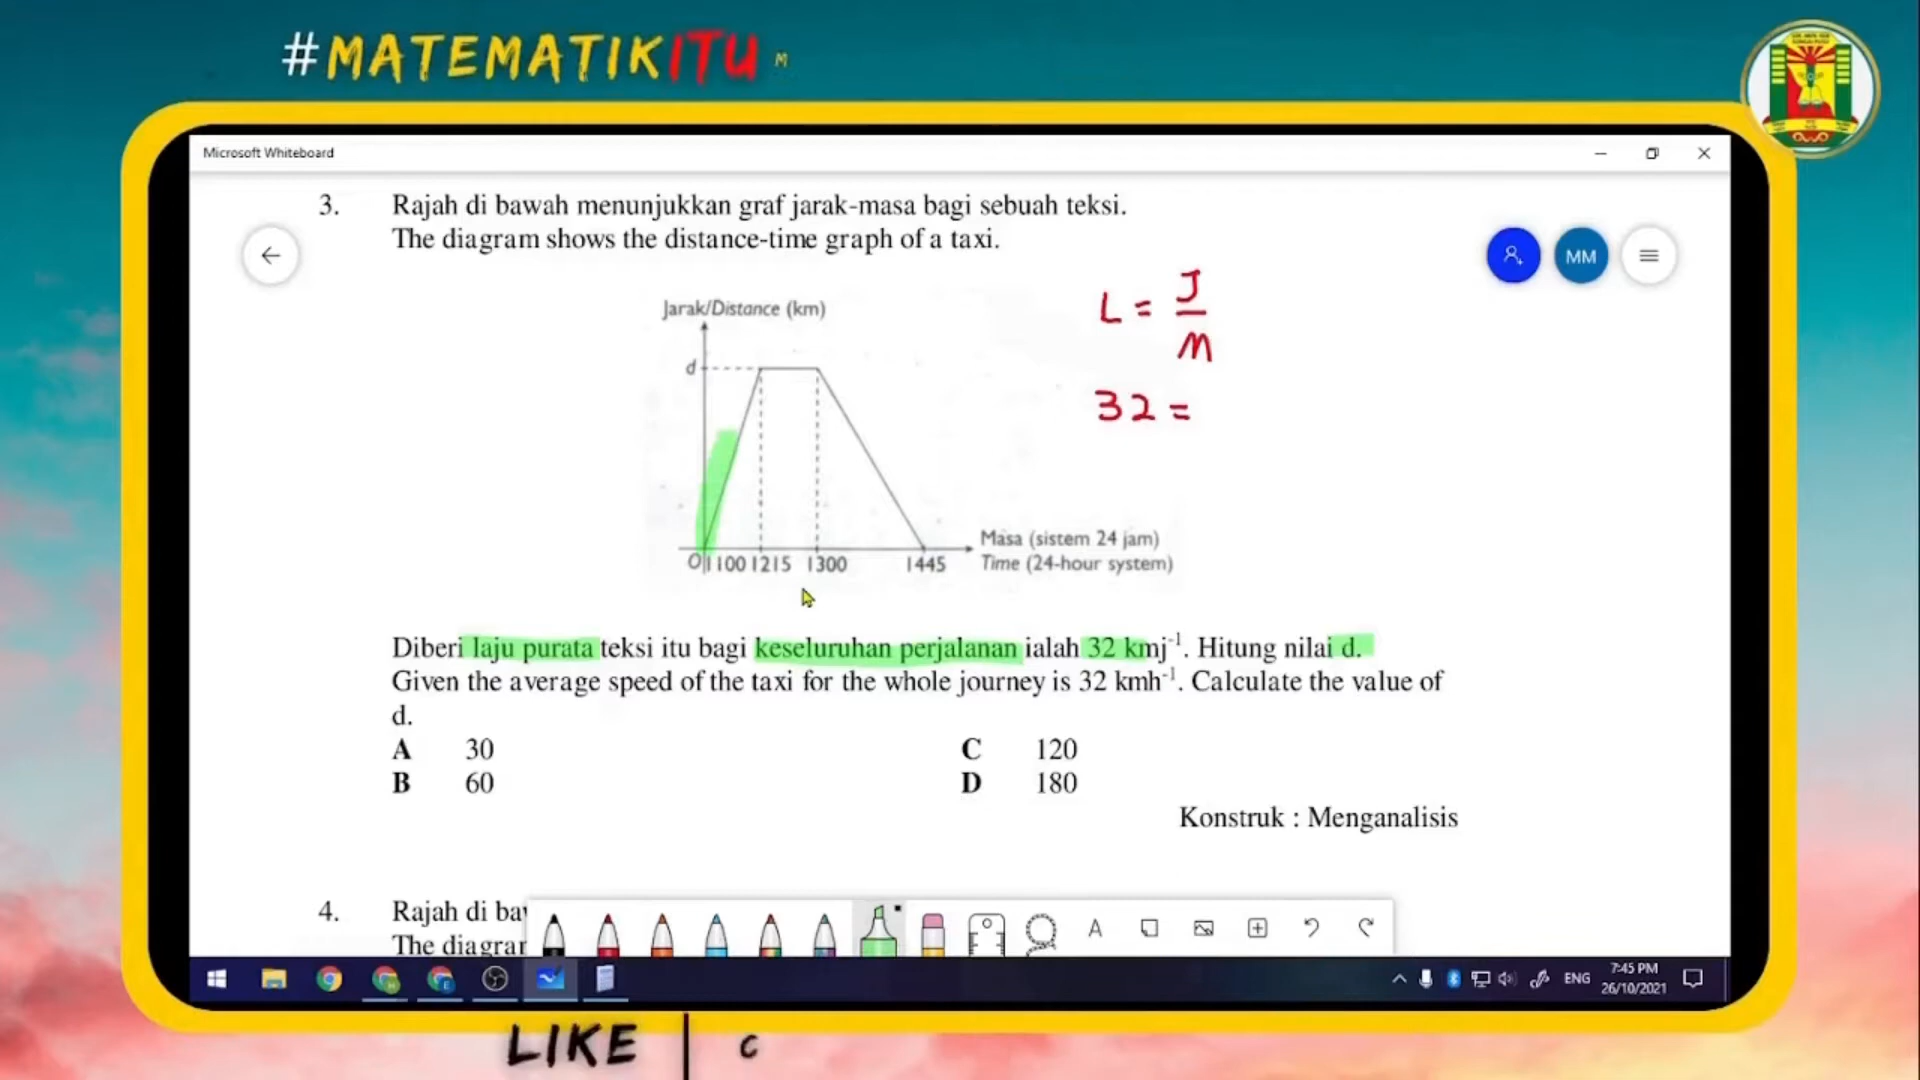 #MATEMATIKITU M
Microsoft Whiteboard
3. Rajah di bawah menunjukkan graf jarak-masa bagi sebuah teksi.
The diagram shows the distance-time graph of a taxi.
MM
Jarak/Distance (km)
d
O 1100 1215 1300 1445
Masa (sistem 24 jam)
Time (24-hour system)
L = J/M
32 =
Diberi laju purata teksi itu bagi keseluruhan perjalanan ialah 32 kmj⁻¹. Hitung nilai d.
Given the average speed of the taxi for the whole journey is 32 kmh⁻¹. Calculate the value of
d.
A 30 C 120
B 60 D 180
Konstruk : Menganalisis
4. Rajah di
The
ENG
7:45 PM
26/10/2021
LIKE | C